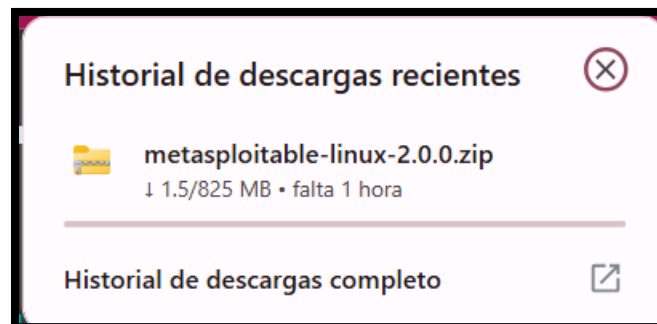 Historial de descargas recientes
metasploitable-linux-2.0.0.zip
↓ 1.5/825 MB • falta 1 hora
Historial de descargas completo